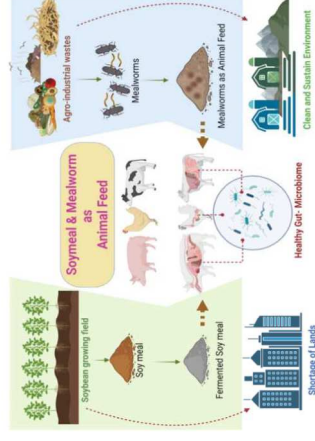 Soybean growing field
Soy meal
Fermented Soy meal
Shortage of Lands
Soymeal & Mealworm
as
Animal Feed
Healthy Gut- Microbiome
Agro-industrial wastes
Mealworms
Mealworms as Animal Feed
Clean and Sustain Environment